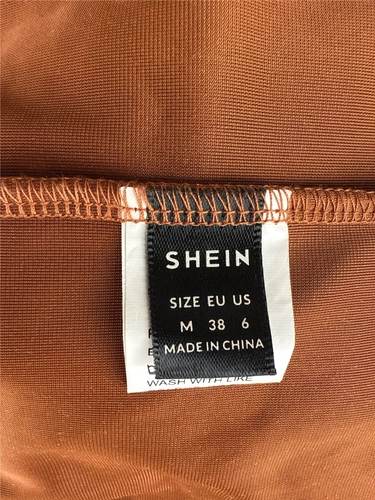 SHEIN
SIZE EU US
M 38 6
MADE IN CHINA
WASH WITH LIKE